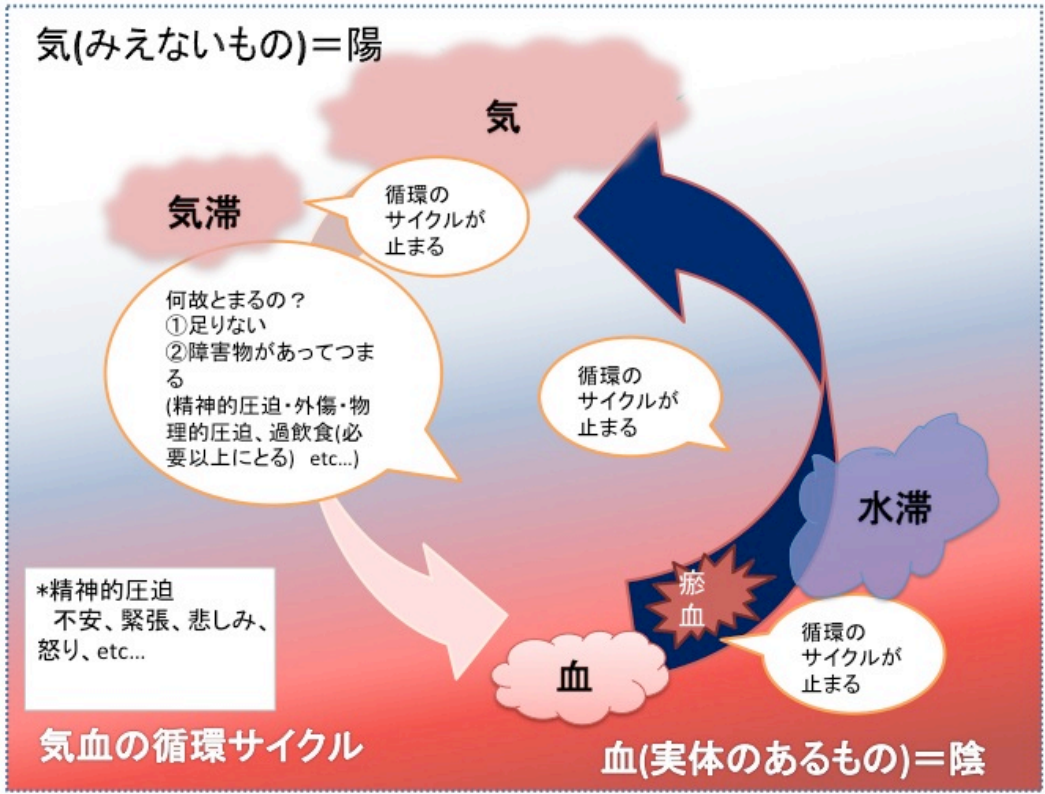 気(みえないもの)＝陽
気
気滞
循環の
サイクルが
止まる
何故とまるの？
①足りない
②障害物があってつま
る
(精神的圧迫・外傷・物
理的圧迫、過飲食(必
要以上にとる)　etc...)
循環の
サイクルが
止まる
水滞
瘀
血
循環の
サイクルが
止まる
血
*精神的圧迫
　不安、緊張、悲しみ、
怒り、etc...
気血の循環サイクル
血(実体のあるもの)＝陰